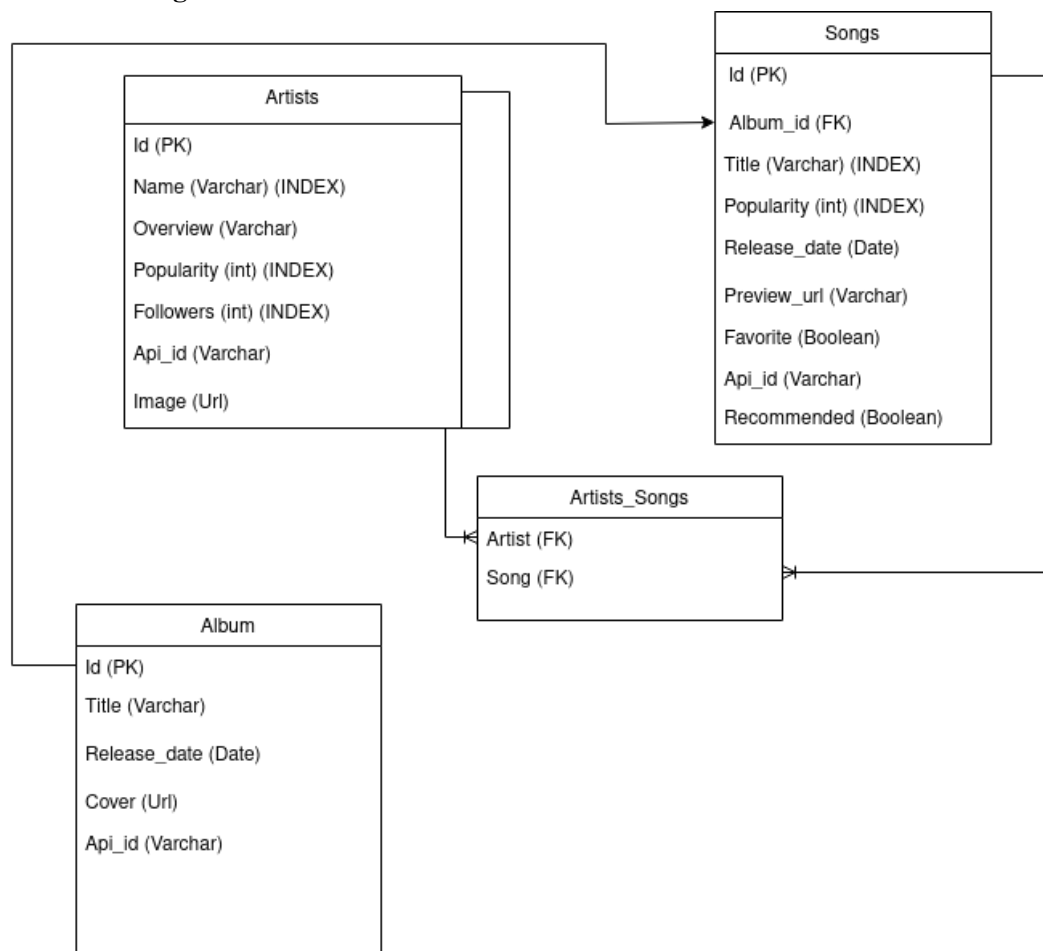 Songs
Id (PK)
Album_id (FK)
Title (Varchar) (INDEX)
Popularity (int) (INDEX)
Release_date (Date)
Preview_url (Varchar)
Favorite (Boolean)
Api_id (Varchar)
Recommended (Boolean)
Artists
Id (PK)
Name (Varchar) (INDEX)
Overview (Varchar)
Popularity (int) (INDEX)
Followers (int) (INDEX)
Api_id (Varchar)
Image (Url)
Artists_Songs
Artist (FK)
Song (FK)
Album
Id (PK)
Title (Varchar)
Release_date (Date)
Cover (Url)
Api_id (Varchar)